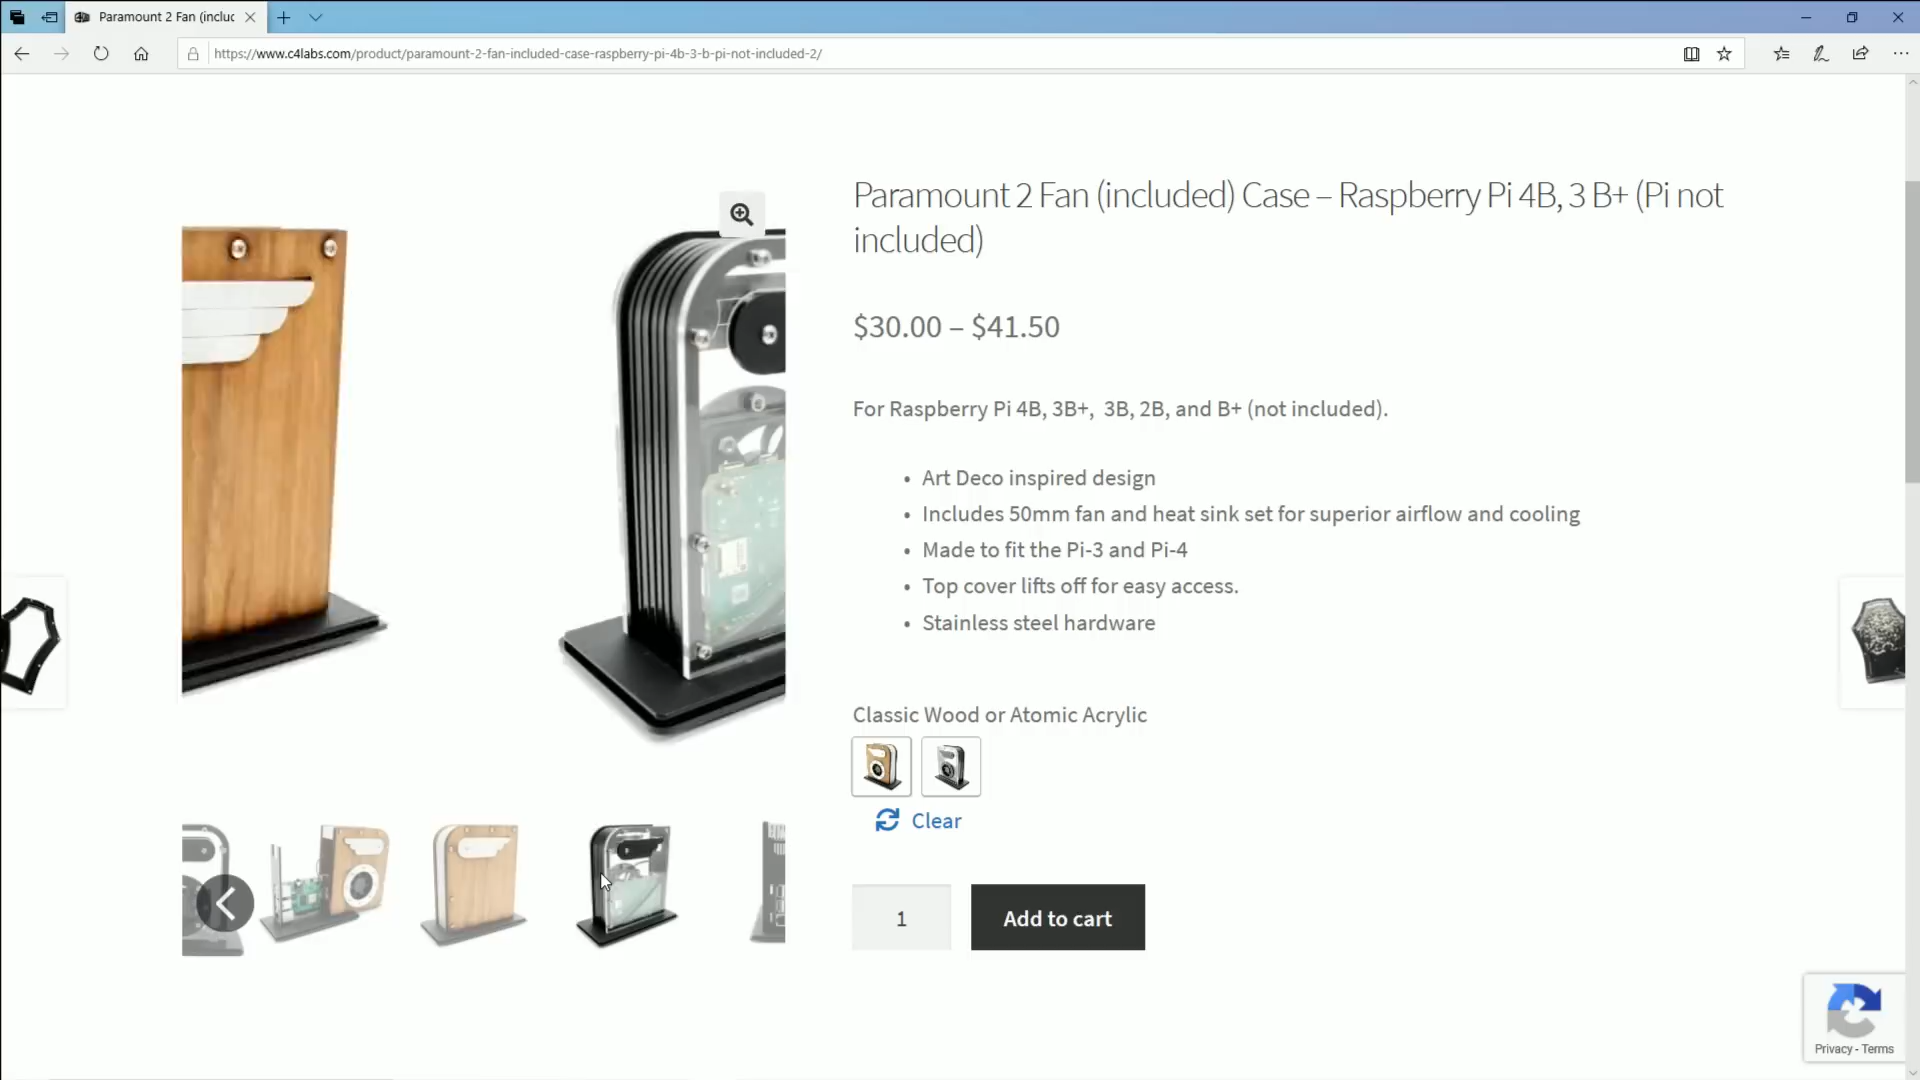 Paramount 2 Fan (incluc
https://www.c4labs.com/product/paramount-2-fan-included-case-raspberry-pi-4b-3-b-pi-not-included-2/
Paramount 2 Fan (included) Case – Raspberry Pi 4B, 3 B+ (Pi not
included)
$30.00 – $41.50
For Raspberry Pi 4B, 3B+, 3B, 2B, and B+ (not included).
• Art Deco inspired design
• Includes 50mm fan and heat sink set for superior airflow and cooling
• Made to fit the Pi-3 and Pi-4
• Top cover lifts off for easy access.
• Stainless steel hardware
Classic Wood or Atomic Acrylic
Clear
1
Add to cart
Privacy - Terms